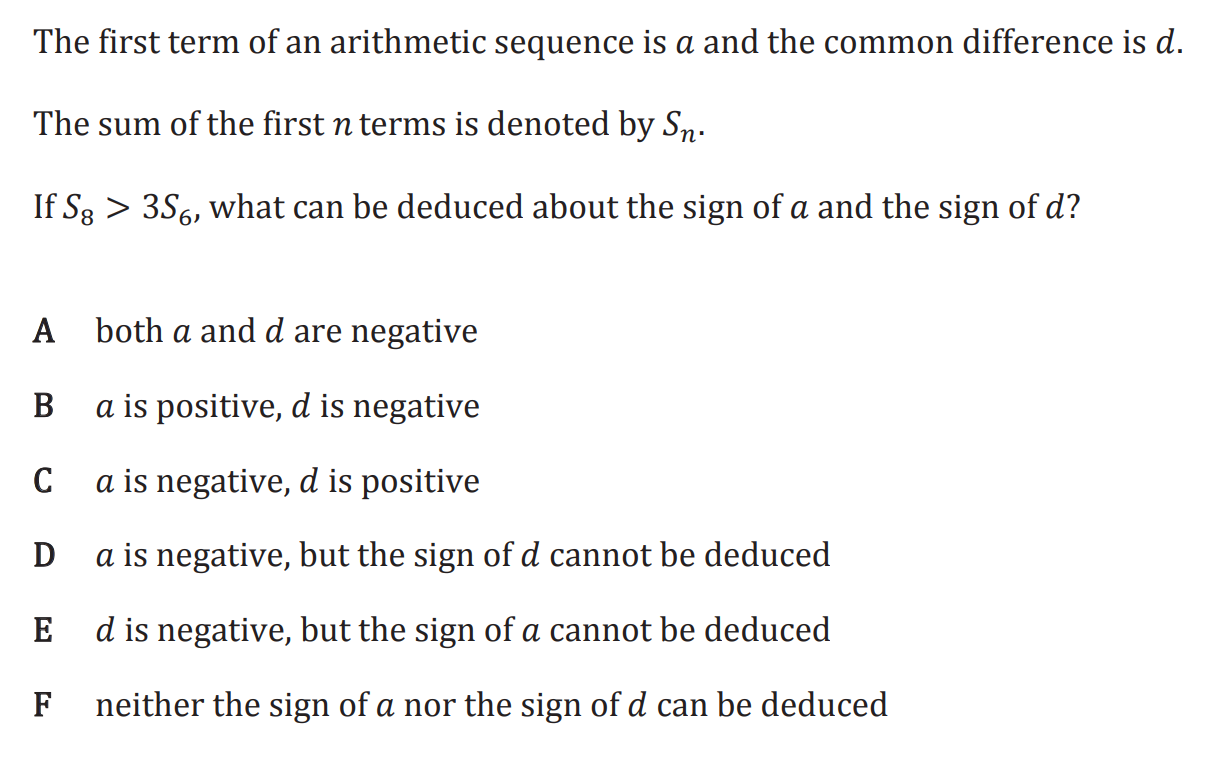 The first term of an arithmetic sequence is a and the common difference is d.
The sum of the first n terms is denoted by Sₙ.
If S₈ > 3S₆, what can be deduced about the sign of a and the sign of d?
A both a and d are negative
B a is positive, d is negative
C a is negative, d is positive
D a is negative, but the sign of d cannot be deduced
E d is negative, but the sign of a cannot be deduced
F neither the sign of a nor the sign of d can be deduced